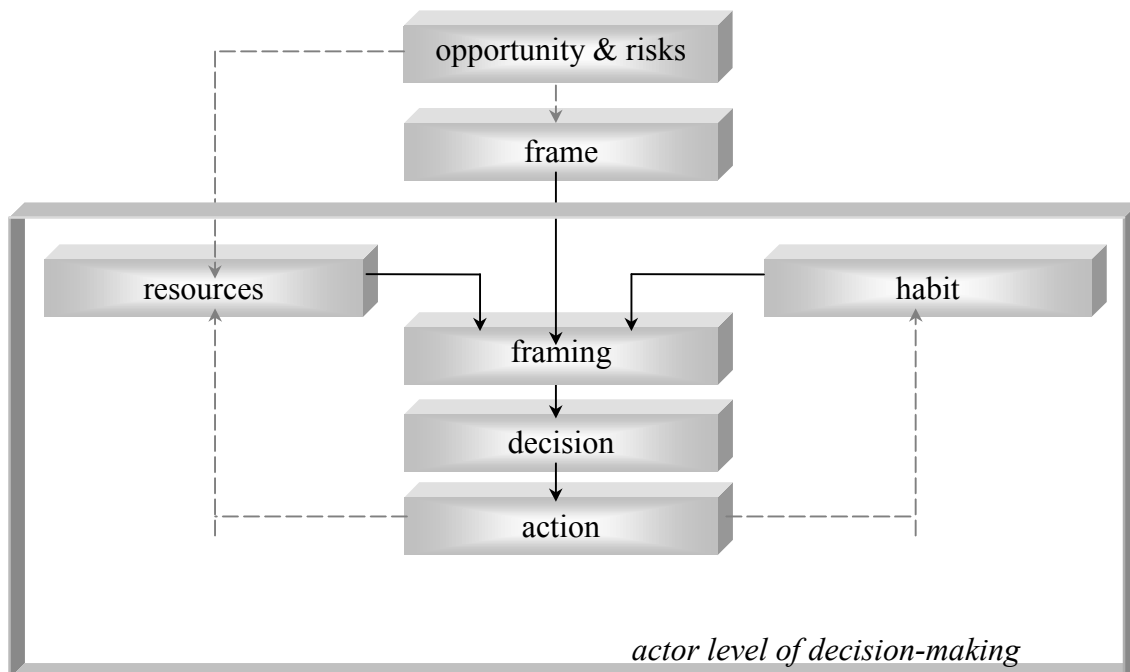 opportunity & risks
frame
resources
habit
framing
decision
action
actor level of decision-making